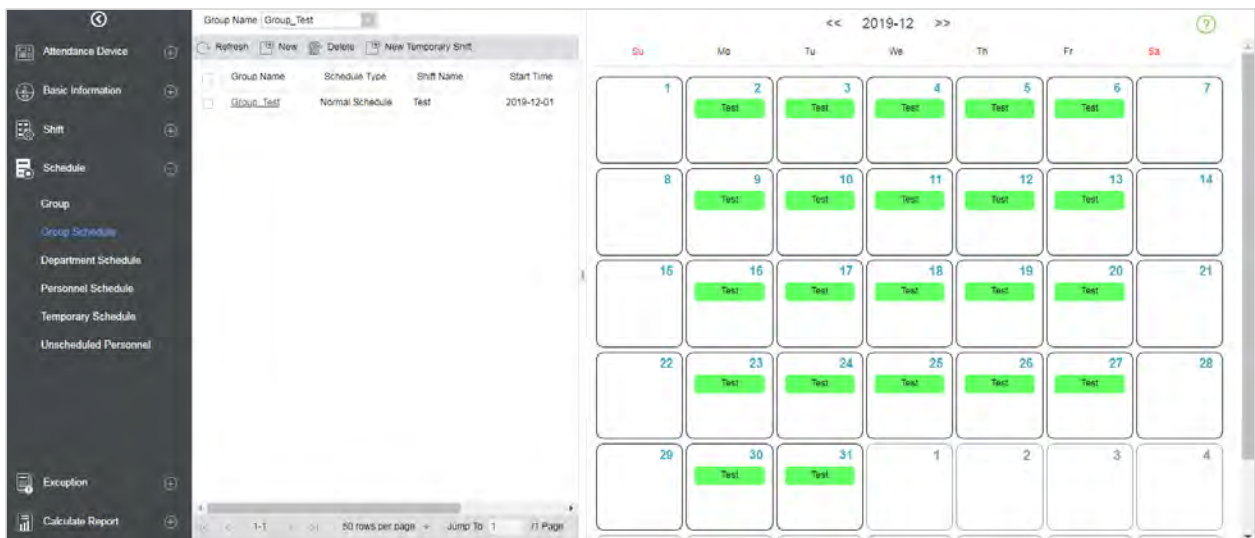 Group Name Group_Test
<< 2019-12 >>
?
Attendance Device
Basic Information
Shift
Schedule
Group
Group Schedule
Department Schedule
Personnel Schedule
Temporary Schedule
Unscheduled Personnel
Exception
Calculate Report
Refresh New Delete New Temporary Shift
Group Name Schedule Type Shift Name Start Time
Group_Test Normal Schedule Test 2019-12-01
1-1 50 rows per page Jump To 1 /1 Page
Su Mo Tu We Th Fr Sa
1 2 3 4 5 6 7
Test Test Test Test Test
8 9 10 11 12 13 14
Test Test Test Test Test
15 16 17 18 19 20 21
Test Test Test Test Test
22 23 24 25 26 27 28
Test Test Test Test Test
29 30 31 1 2 3 4
Test Test